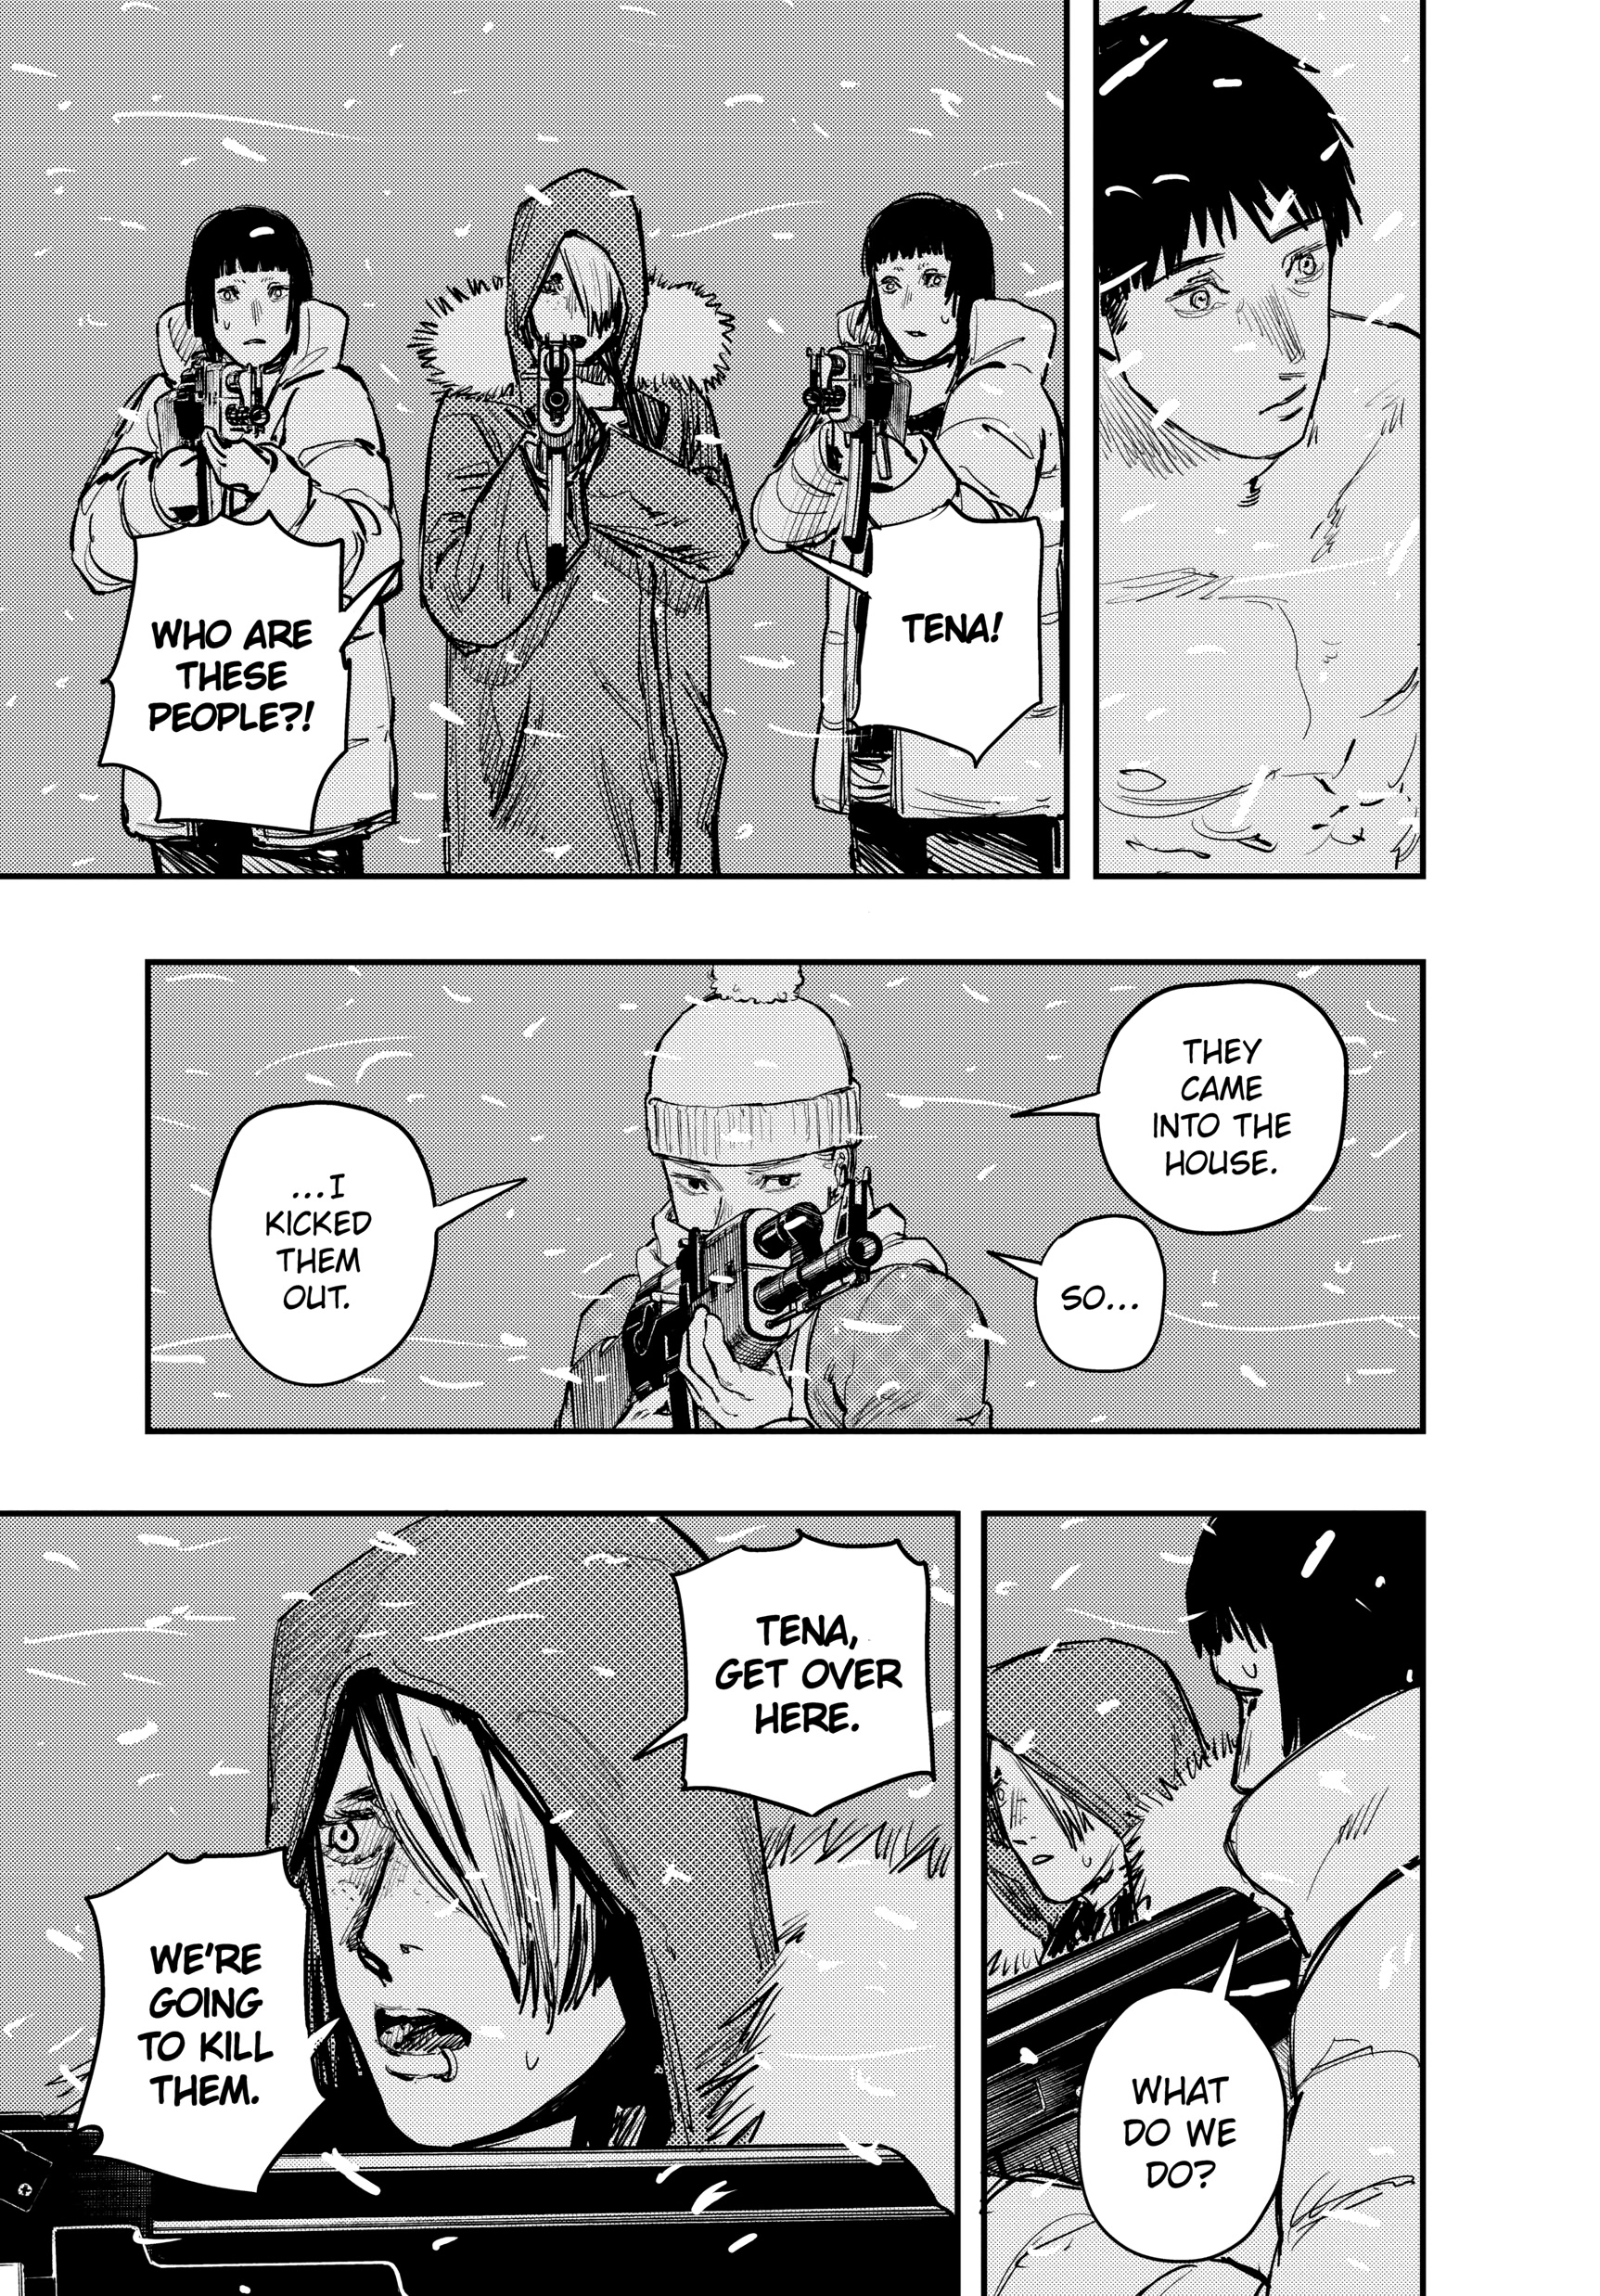 TENA!
WHO ARE
THESE
PEOPLE?!
THEY
CAME
INTO THE
HOUSE.
SO...
...I
KICKED
THEM
OUT.
WHAT
DO WE
DO?
TENA,
GET OVER
HERE.
WE'RE
GOING
TO KILL
THEM.